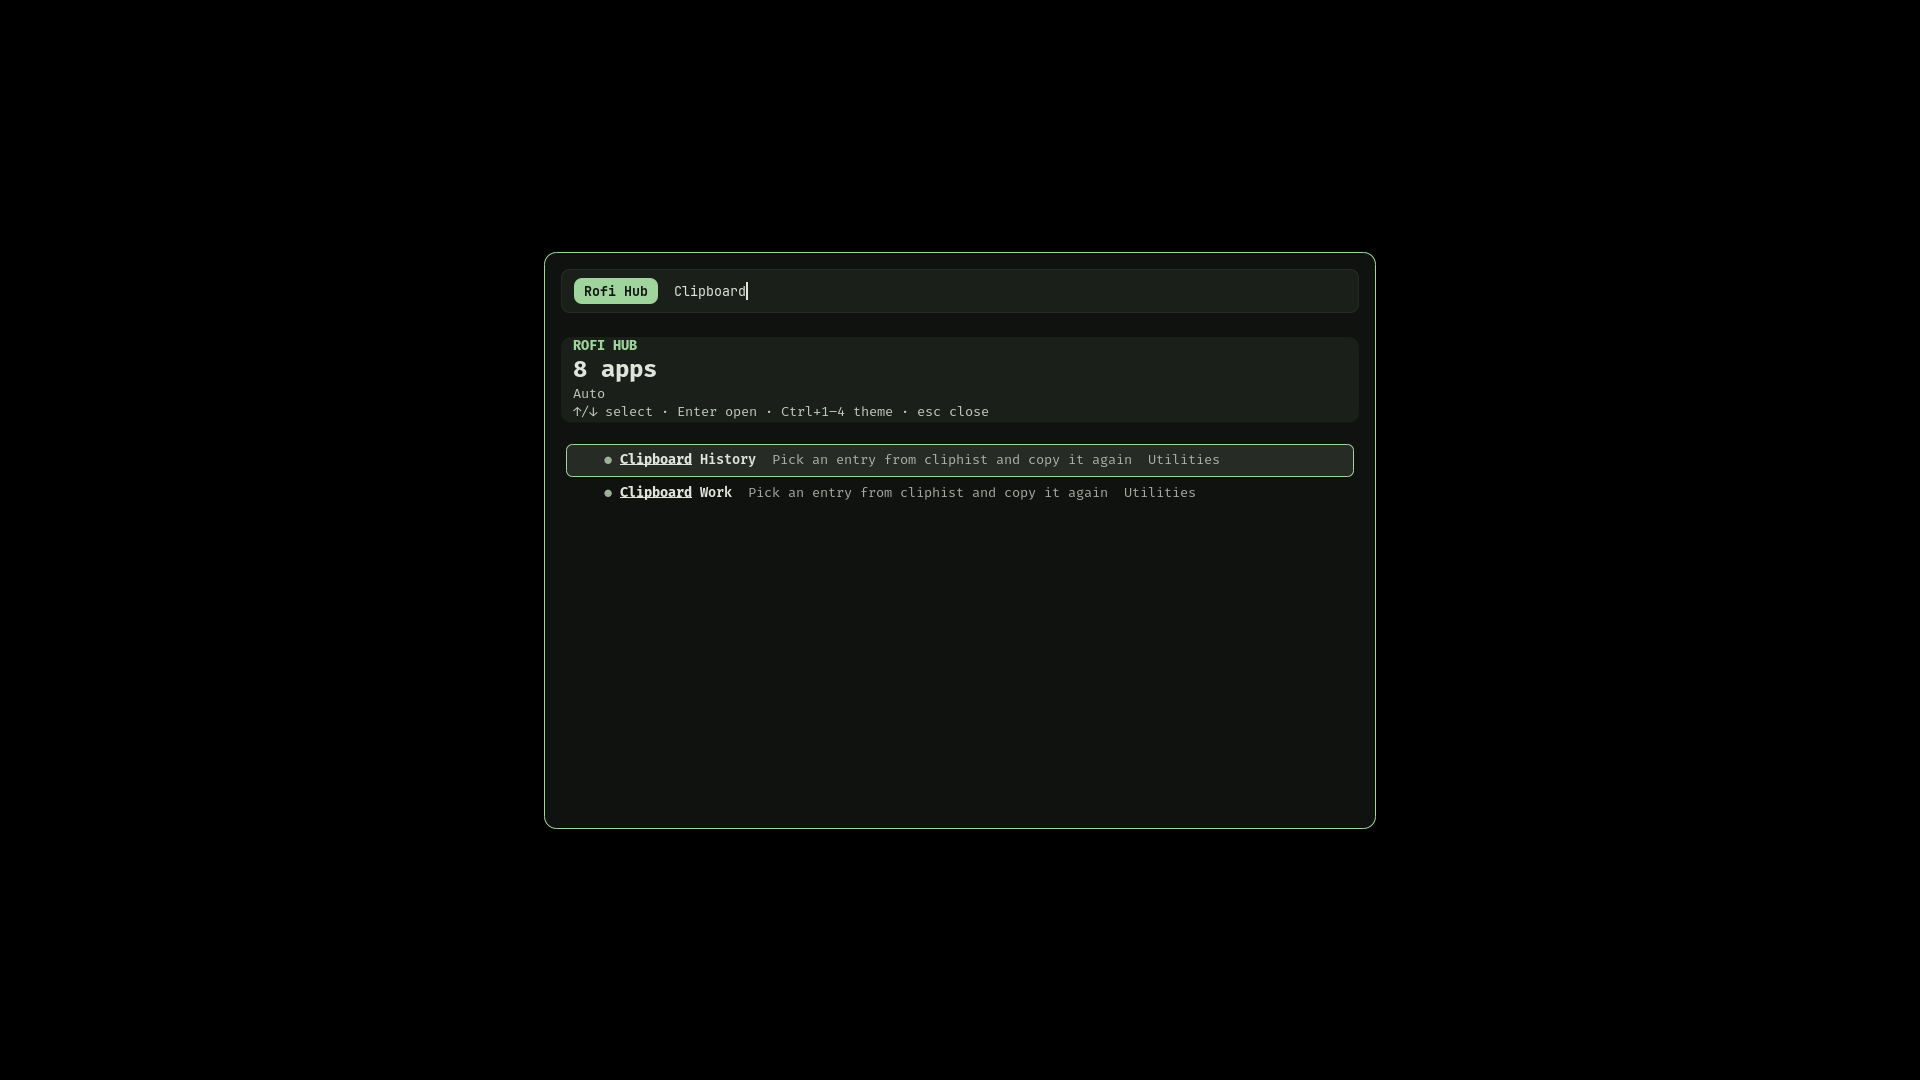 Rofi Hub Clipboard
ROFI HUB
8 apps
Auto
↑/↓ select · Enter open · Ctrl+1–4 theme · esc close
● Clipboard History Pick an entry from cliphist and copy it again Utilities
● Clipboard Work Pick an entry from cliphist and copy it again Utilities